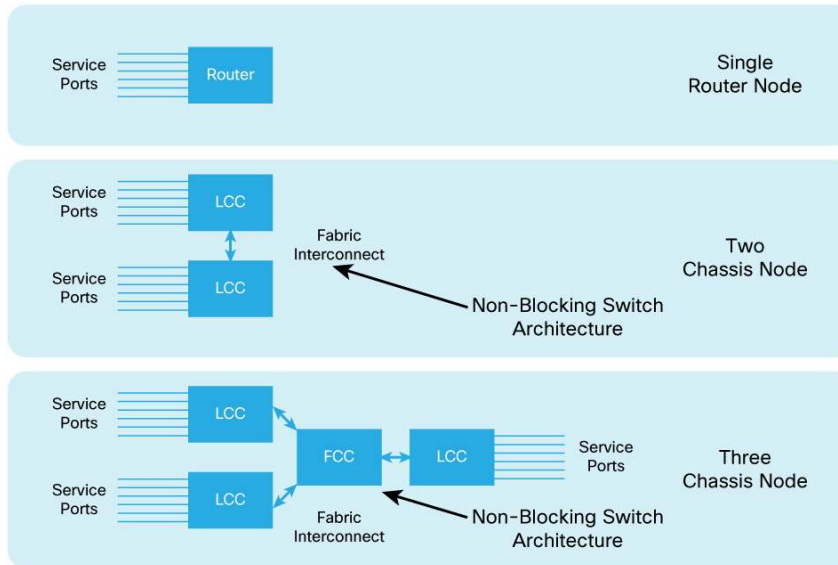 Service
Ports
Router
Single
Router Node
Service
Ports
LCC
Fabric
Interconnect
Service
Ports
LCC
Two
Chassis Node
Non-Blocking Switch
Architecture
Service
Ports
LCC
FCC
LCC
Service
Ports
Three
Chassis Node
Service
Ports
LCC
Fabric
Interconnect
Non-Blocking Switch
Architecture